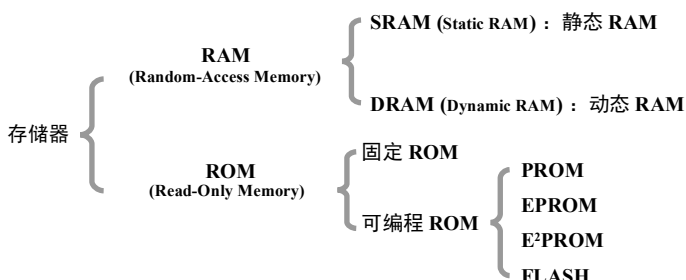 存储器
RAM
(Random-Access Memory)
SRAM (Static RAM)：静态 RAM
DRAM (Dynamic RAM)：动态 RAM
ROM
(Read-Only Memory)
固定 ROM
可编程 ROM
PROM
EPROM
E²PROM
FLASH